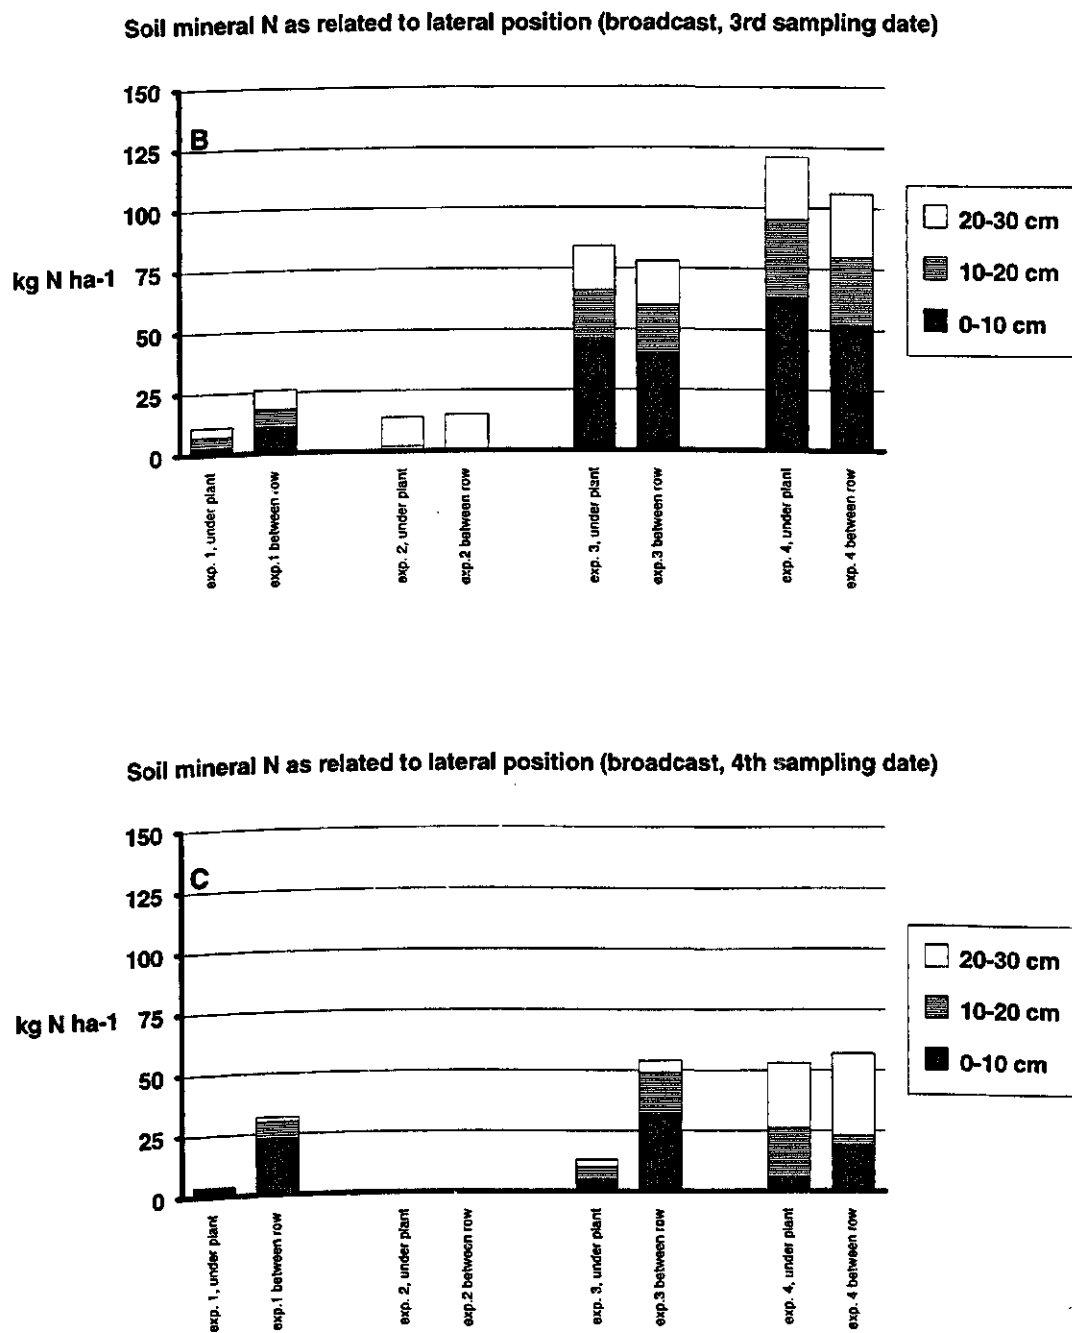 Soil mineral N as related to lateral position (broadcast, 3rd sampling date)
B
150
125
100
75
50
25
0
kg N ha-1
20-30 cm
10-20 cm
0-10 cm
exp. 1, under plant
exp.1 between row
exp. 2, under plant
exp.2 between row
exp. 3, under plant
exp.3 between row
exp. 4, under plant
exp. 4 between row
Soil mineral N as related to lateral position (broadcast, 4th sampling date)
C
150
125
100
75
50
25
0
kg N ha-1
20-30 cm
10-20 cm
0-10 cm
exp. 1, under plant
exp.1 between row
exp. 2, under plant
exp.2 between row
exp. 3, under plant
exp.3 between row
exp. 4, under plant
exp. 4 between row